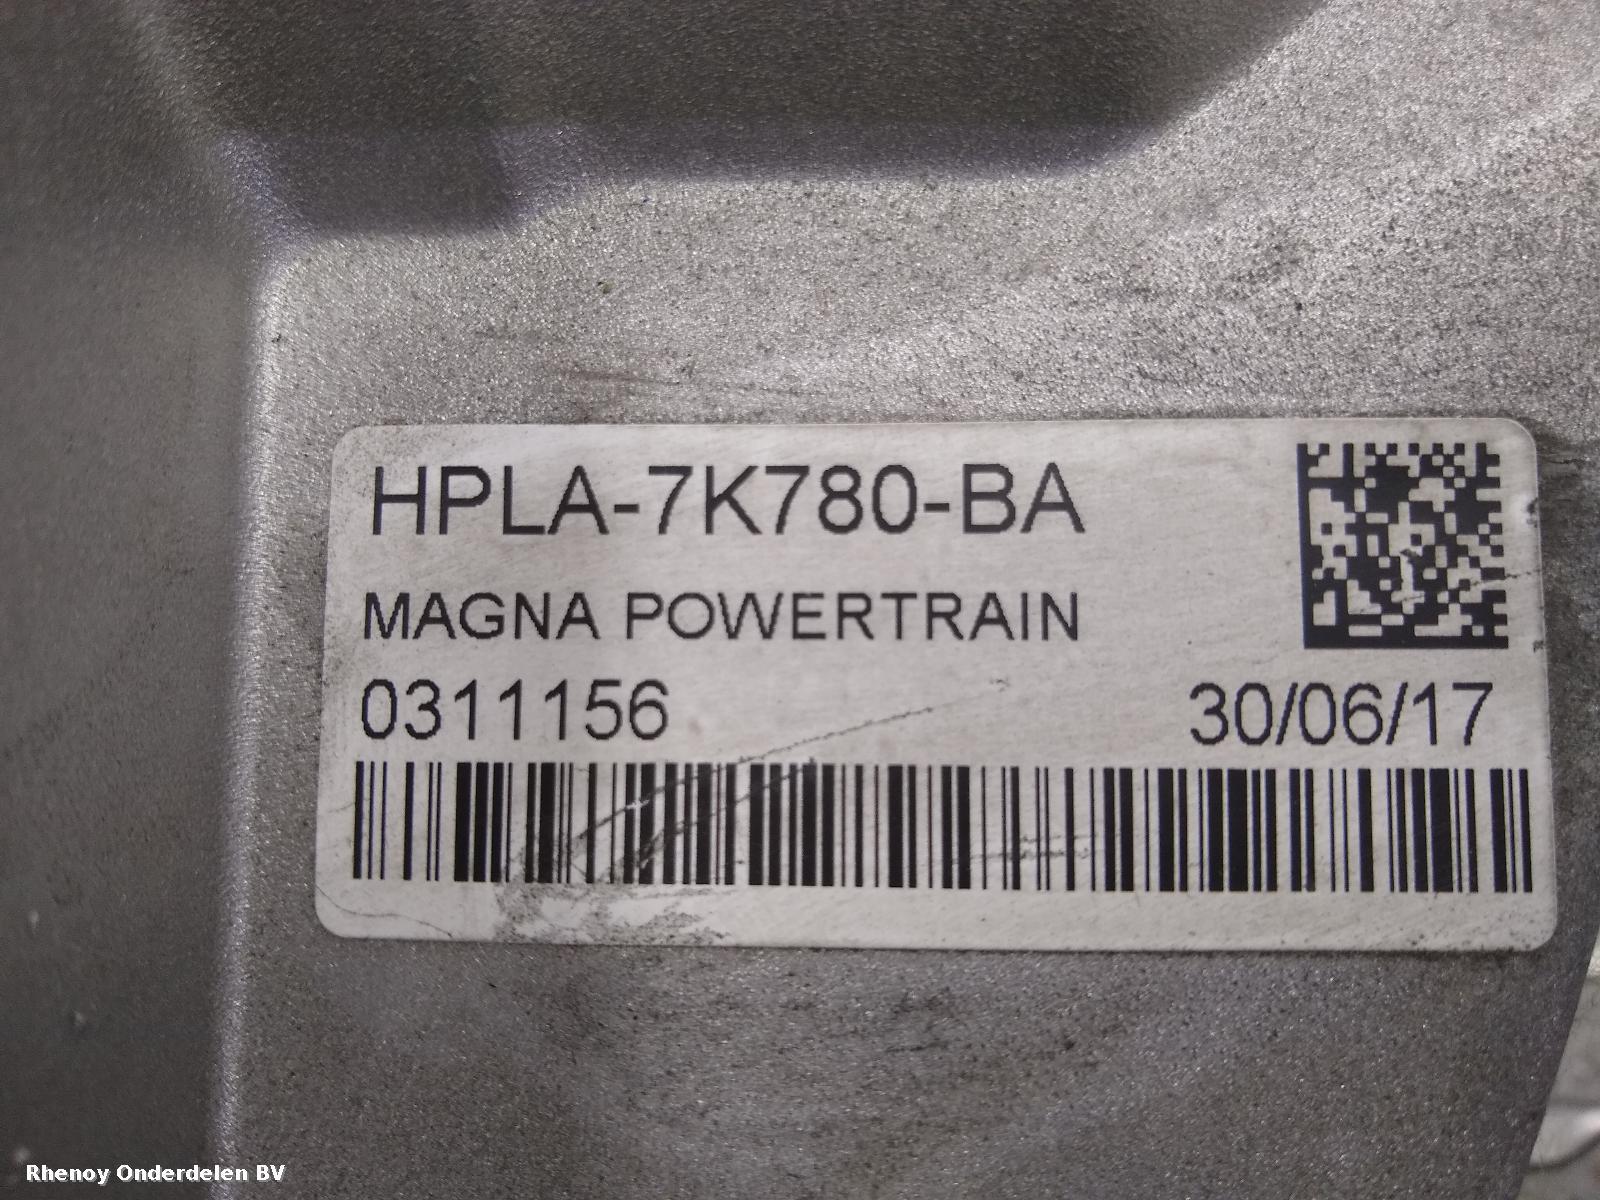 HPLA-7K780-BA
MAGNA POWERTRAIN
0311156 30/06/17
Rhenoy Onderdelen BV